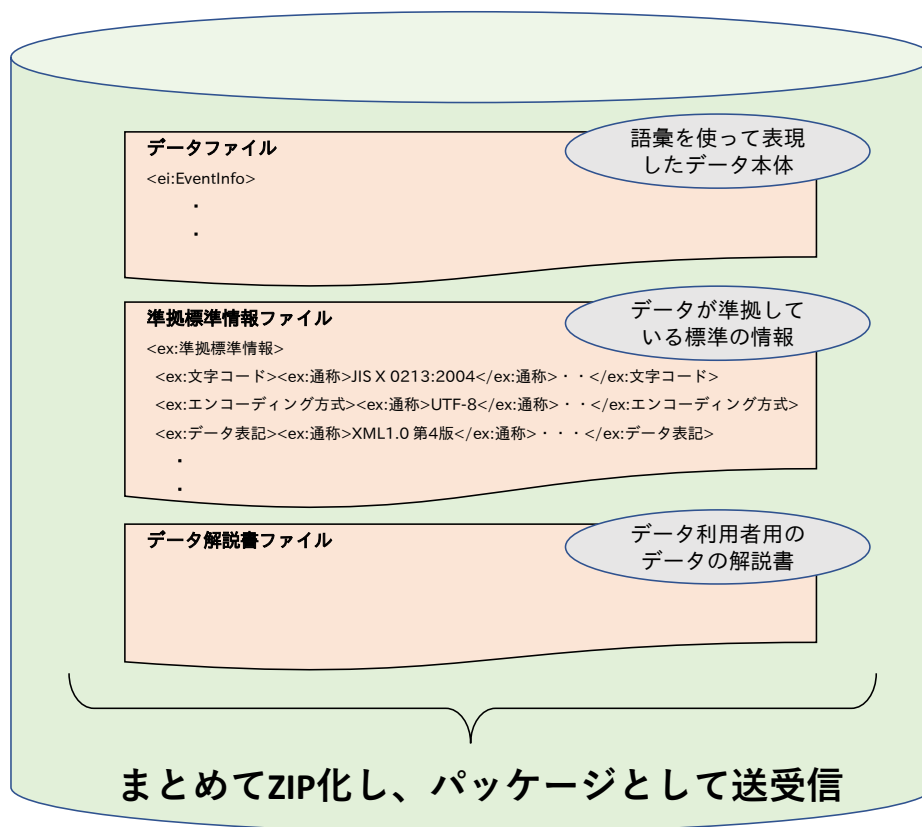 データファイル
語彙を使って表現
したデータ本体
<ei:EventInfo>
・
・
準拠標準情報ファイル
データが準拠して
いる標準の情報
<ex:準拠標準情報>
<ex:文字コード><ex:通称>JIS X 0213:2004</ex:通称>・・</ex:文字コード>
<ex:エンコーディング方式><ex:通称>UTF-8</ex:通称>・・</ex:エンコーディング方式>
<ex:データ表記><ex:通称>XML1.0 第4版</ex:通称>・・・</ex:データ表記>
・
・
データ解説書ファイル
データ利用者用の
データの解説書
まとめてZIP化し、パッケージとして送受信